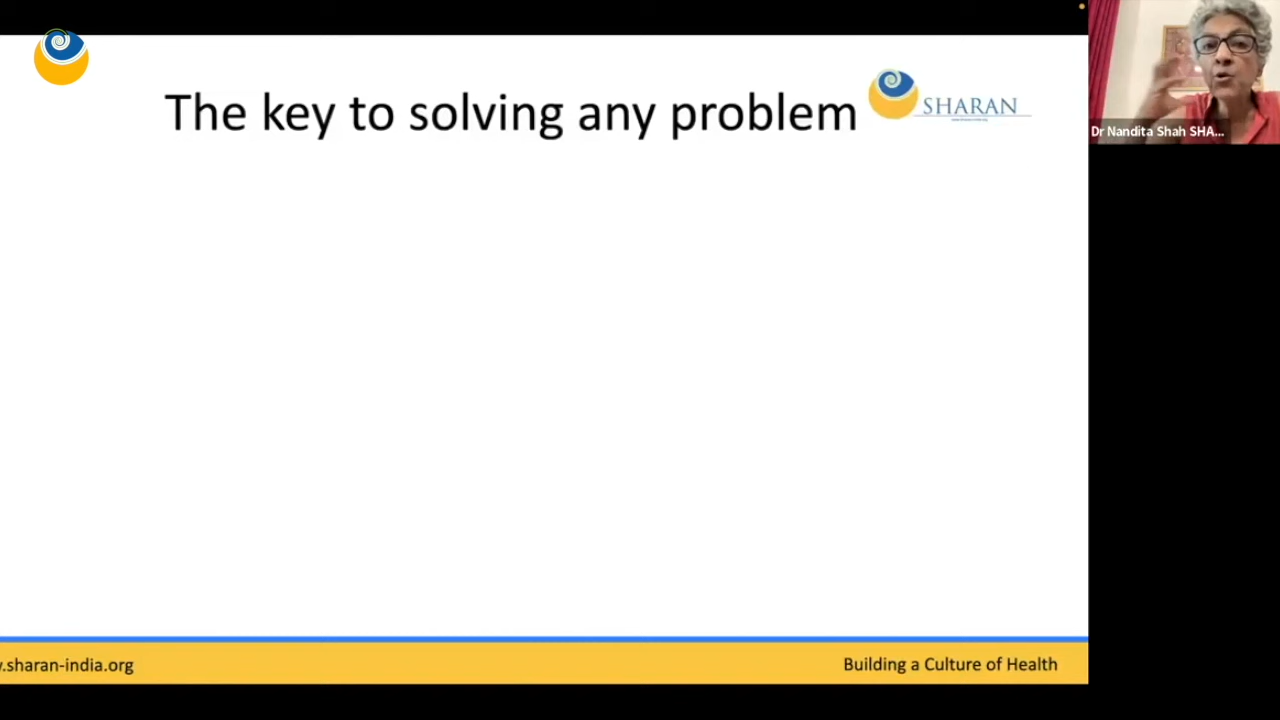 The key to solving any problem
SHARAN
Dr Nandita Shah SHA...
.sharan-india.org
Building a Culture of Health